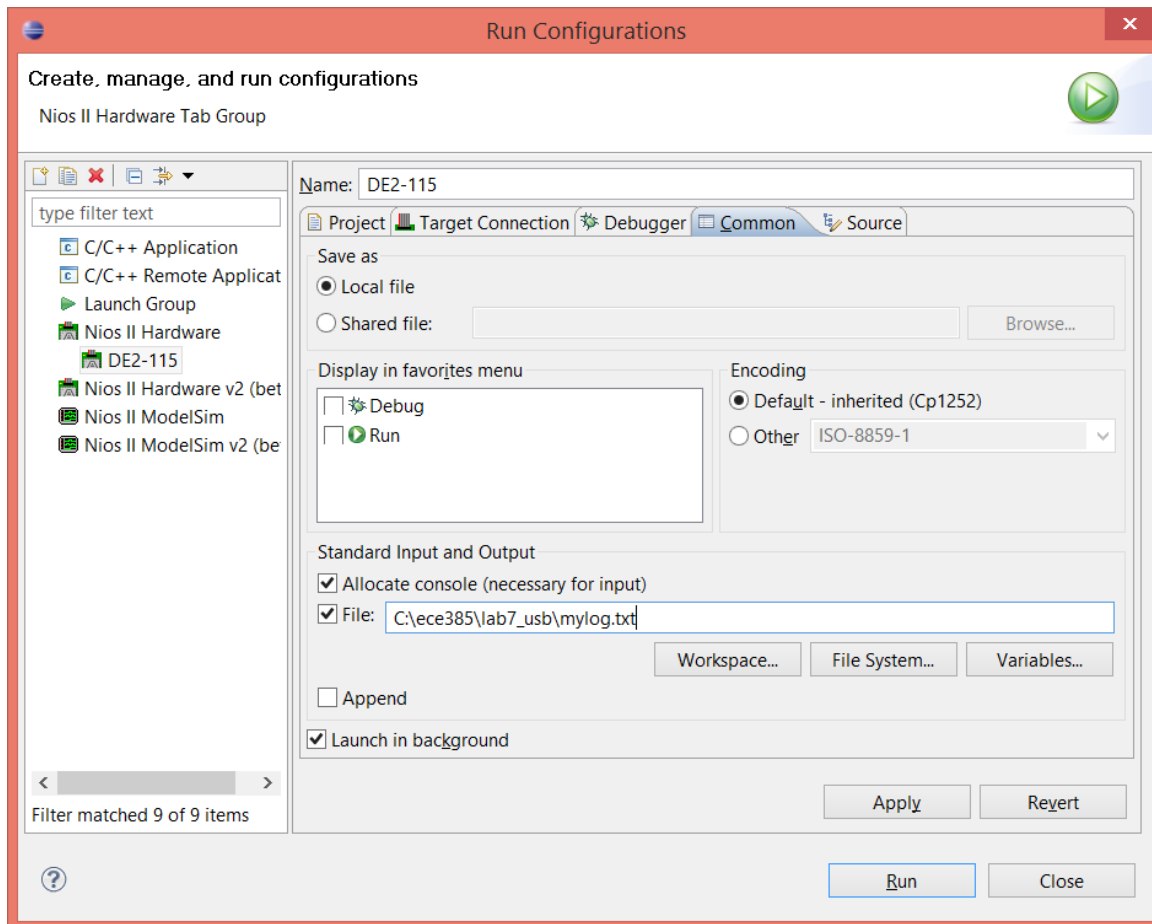 Run Configurations
Create, manage, and run configurations
Nios II Hardware Tab Group
type filter text
C/C++ Application
C/C++ Remote Applicat
Launch Group
Nios II Hardware
DE2-115
Nios II Hardware v2 (bet
Nios II ModelSim
Nios II ModelSim v2 (be
Filter matched 9 of 9 items
Name: DE2-115
Project Target Connection Debugger Common Source
Save as
Local file
Shared file: Browse...
Display in favorites menu
Debug
Run
Encoding
Default - inherited (Cp1252)
Other ISO-8859-1
Standard Input and Output
Allocate console (necessary for input)
File: C:\ece385\lab7_usb\mylog.txt
Workspace... File System... Variables...
Append
Launch in background
Apply Revert
? Run Close